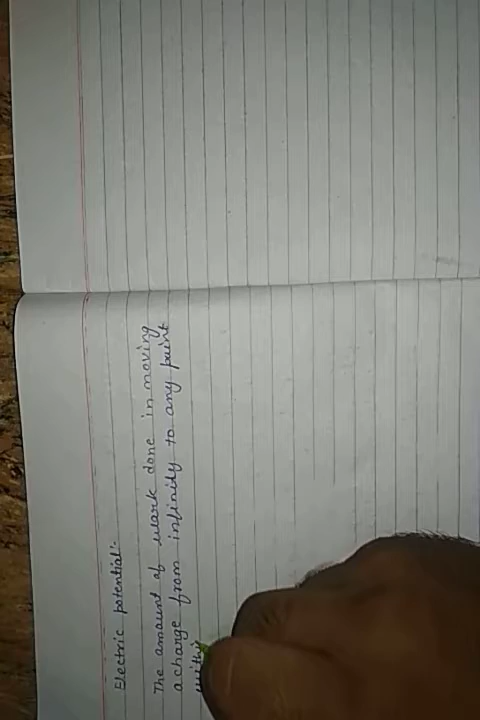 Electric potential:-
The amount of work done in moving
a charge from infinity to any point